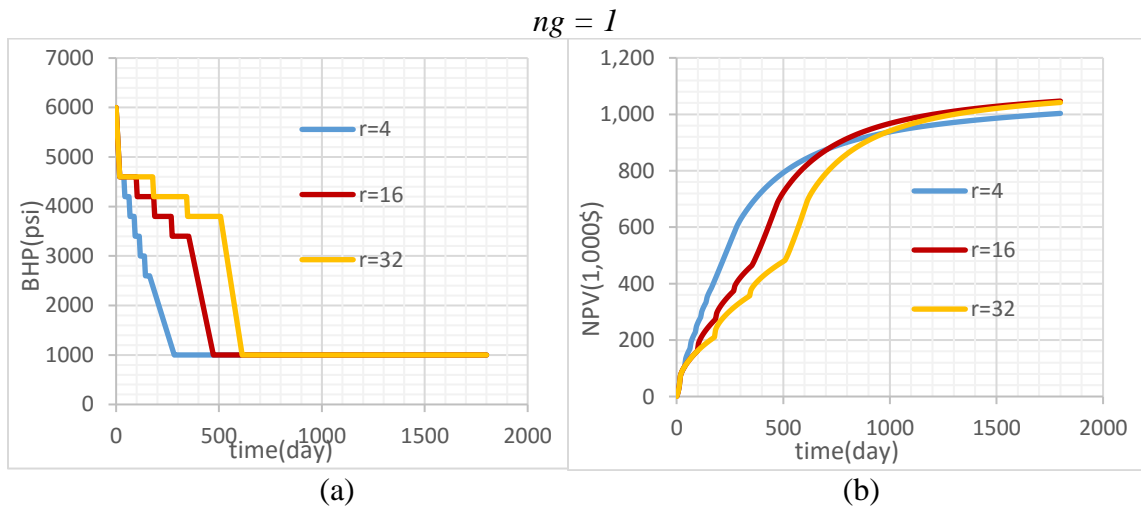 ng = 1
7000
6000
5000
4000
3000
2000
1000
0
BHP(psi)
r=4
r=16
r=32
0 500 1000 1500 2000
time(day)
(a)
1,200
1,000
800
600
400
200
0
NPV(1,000$)
r=4
r=16
r=32
0 500 1000 1500 2000
time(day)
(b)